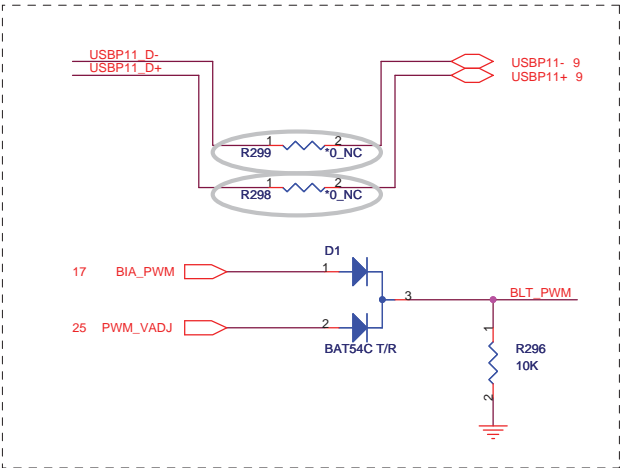 USBP11_D-
USBP11_D+
USBP11- 9
USBP11+ 9
1 2
R299 *0_NC
1 2
R298 *0_NC
D1
17 BIA_PWM 1
3 BLT_PWM
25 PWM_VADJ 2
BAT54C T/R
1
R296
10K
2